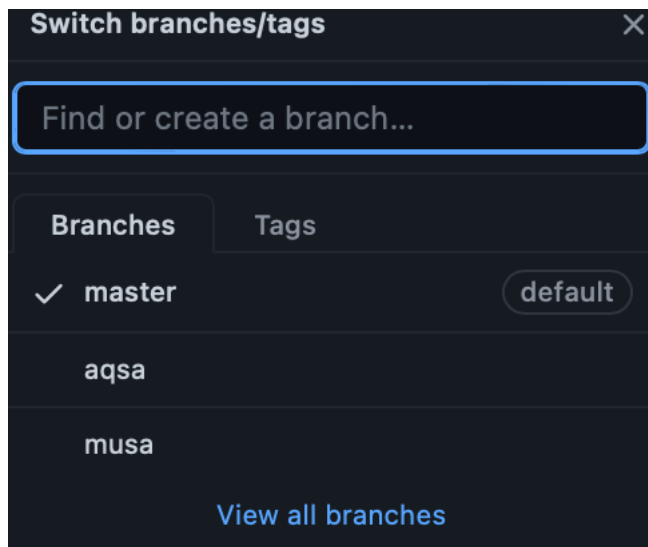 Switch branches/tags
Find or create a branch...
Branches Tags
master default
aqsa
musa
View all branches